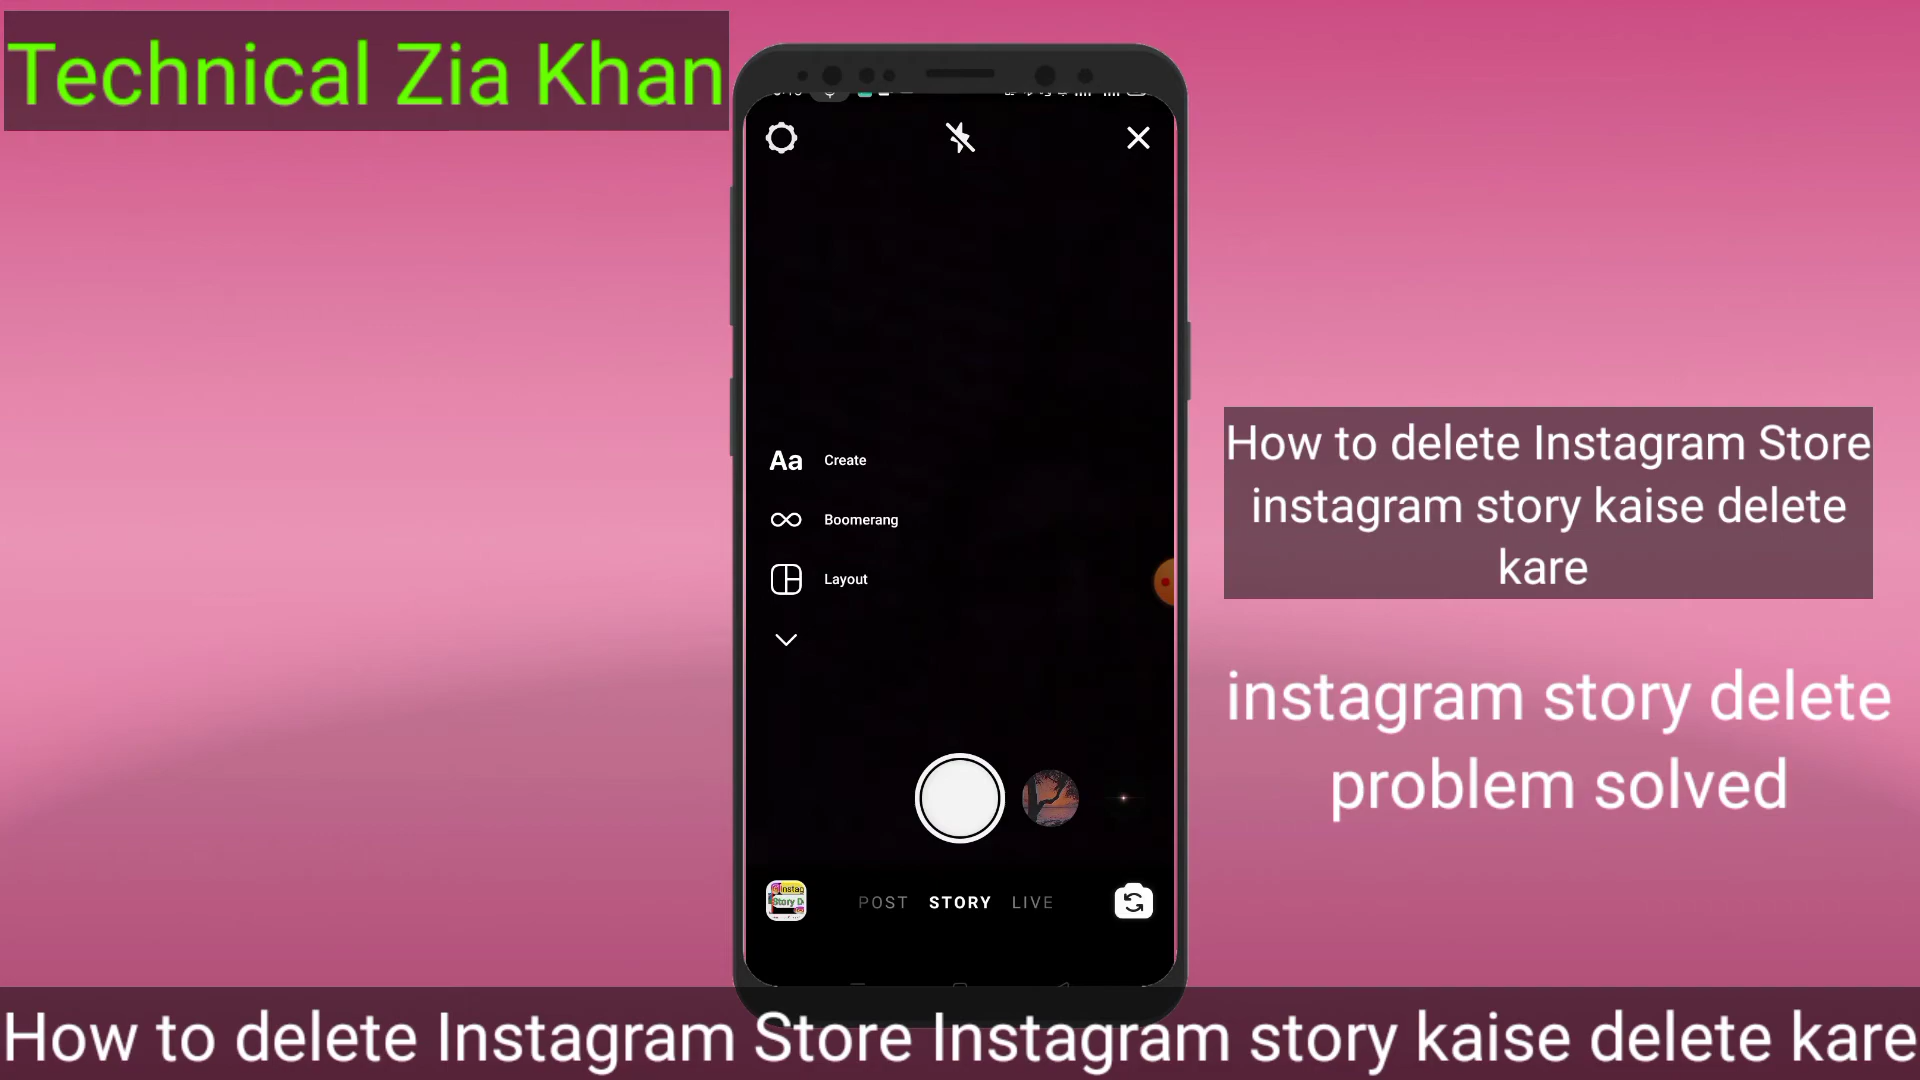 Technical Zia Khan
Aa Create
Boomerang
Layout
How to delete Instagram Store
instagram story kaise delete
kare
instagram story delete
problem solved
POST STORY LIVE
How to delete Instagram Store Instagram story kaise delete kare